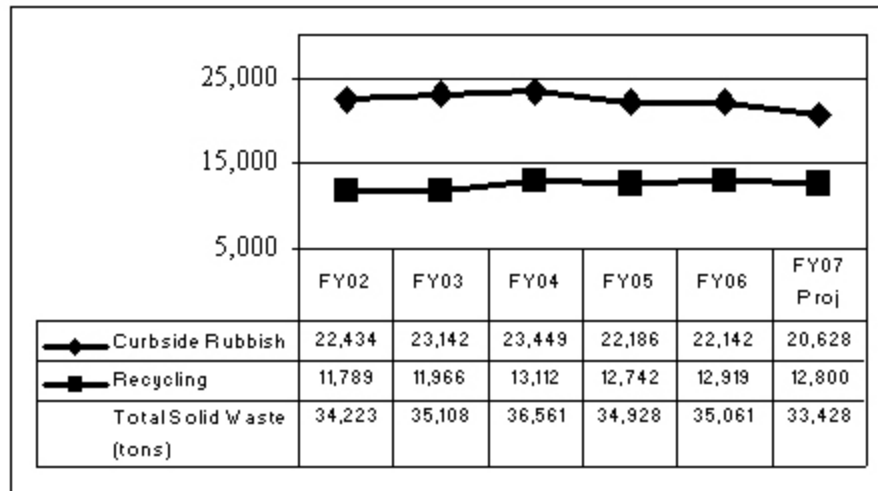 25,000
15,000
5,000
FY02 FY03 FY04 FY05 FY06 FY07 Proj
Curbside Rubbish 22,434 23,142 23,449 22,186 22,142 20,628
Recycling 11,789 11,966 13,112 12,742 12,919 12,800
Total Solid Waste (tons) 34,223 35,108 36,561 34,928 35,061 33,428